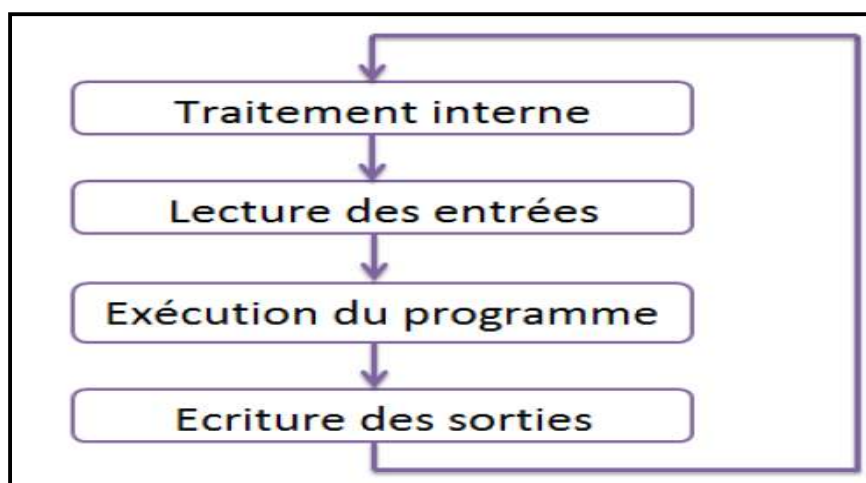 Traitement interne
Lecture des entrées
Exécution du programme
Ecriture des sorties